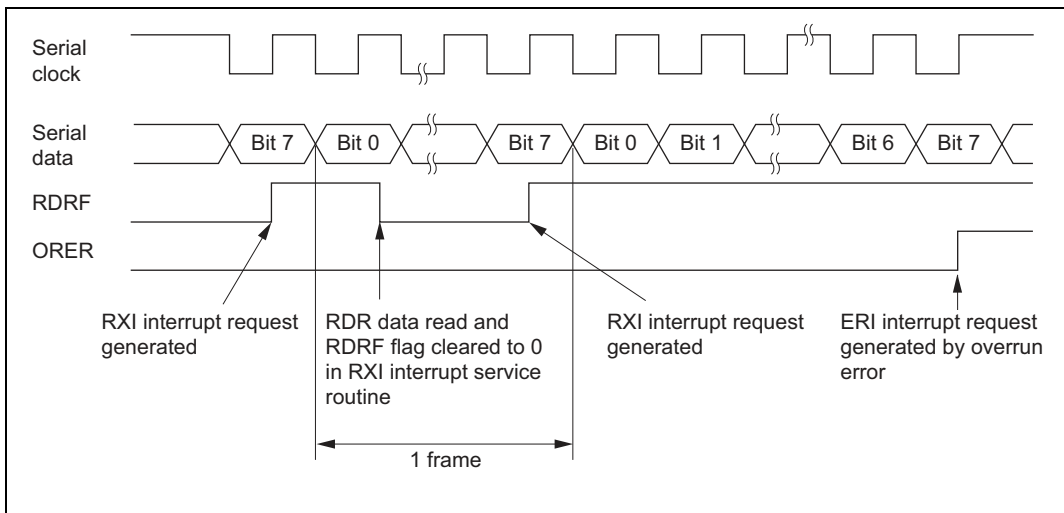 Serial
clock
Serial
data
Bit 7
Bit 0
Bit 7
Bit 0
Bit 1
Bit 6
Bit 7
RDRF
ORER
RXI interrupt request
generated
RDR data read and
RDRF flag cleared to 0
in RXI interrupt service
routine
RXI interrupt request
generated
ERI interrupt request
generated by overrun
error
1 frame